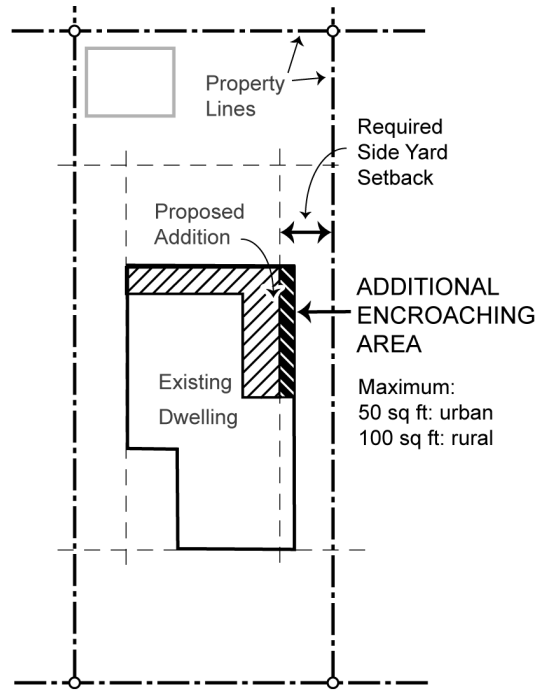 Property
Lines
Required
Side Yard
Setback
Proposed
Addition
ADDITIONAL
ENCROACHING
AREA
Existing
Dwelling
Maximum:
50 sq ft: urban
100 sq ft: rural